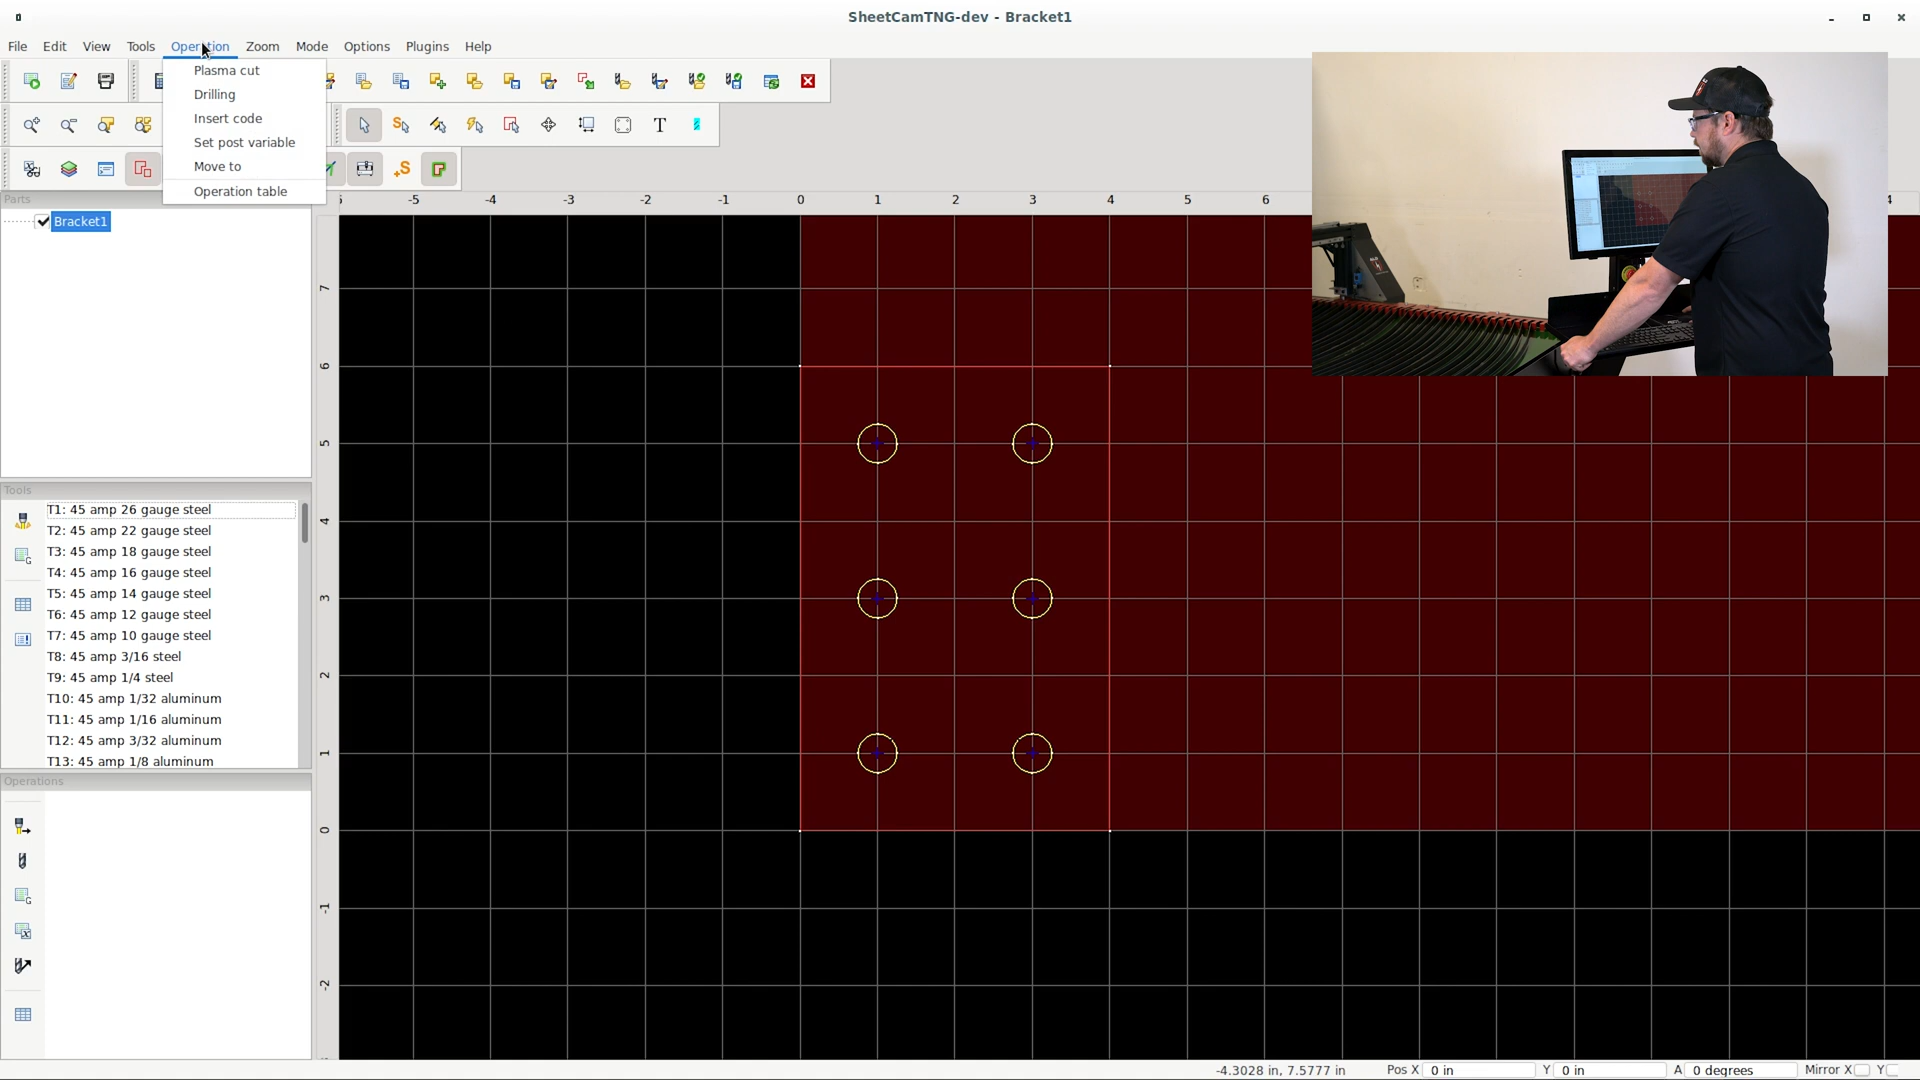 SheetCamTNG-dev - Bracket1
File Edit View Tools Operation Zoom Mode Options Plugins Help
Plasma cut
Drilling
Insert code
Set post variable
Move to
Operation table
Parts
Bracket1
-5 -4 -3 -2 -1 0 1 2 3 4 5 6
7
6
5
4
3
2
1
0
-1
-2
Tools
T1: 45 amp 26 gauge steel
T2: 45 amp 22 gauge steel
T3: 45 amp 18 gauge steel
T4: 45 amp 16 gauge steel
T5: 45 amp 14 gauge steel
T6: 45 amp 12 gauge steel
T7: 45 amp 10 gauge steel
T8: 45 amp 3/16 steel
T9: 45 amp 1/4 steel
T10: 45 amp 1/32 aluminum
T11: 45 amp 1/16 aluminum
T12: 45 amp 3/32 aluminum
T13: 45 amp 1/8 aluminum
Operations
-4.3028 in, 7.5777 in Pos X 0 in Y 0 in A 0 degrees Mirror X Y